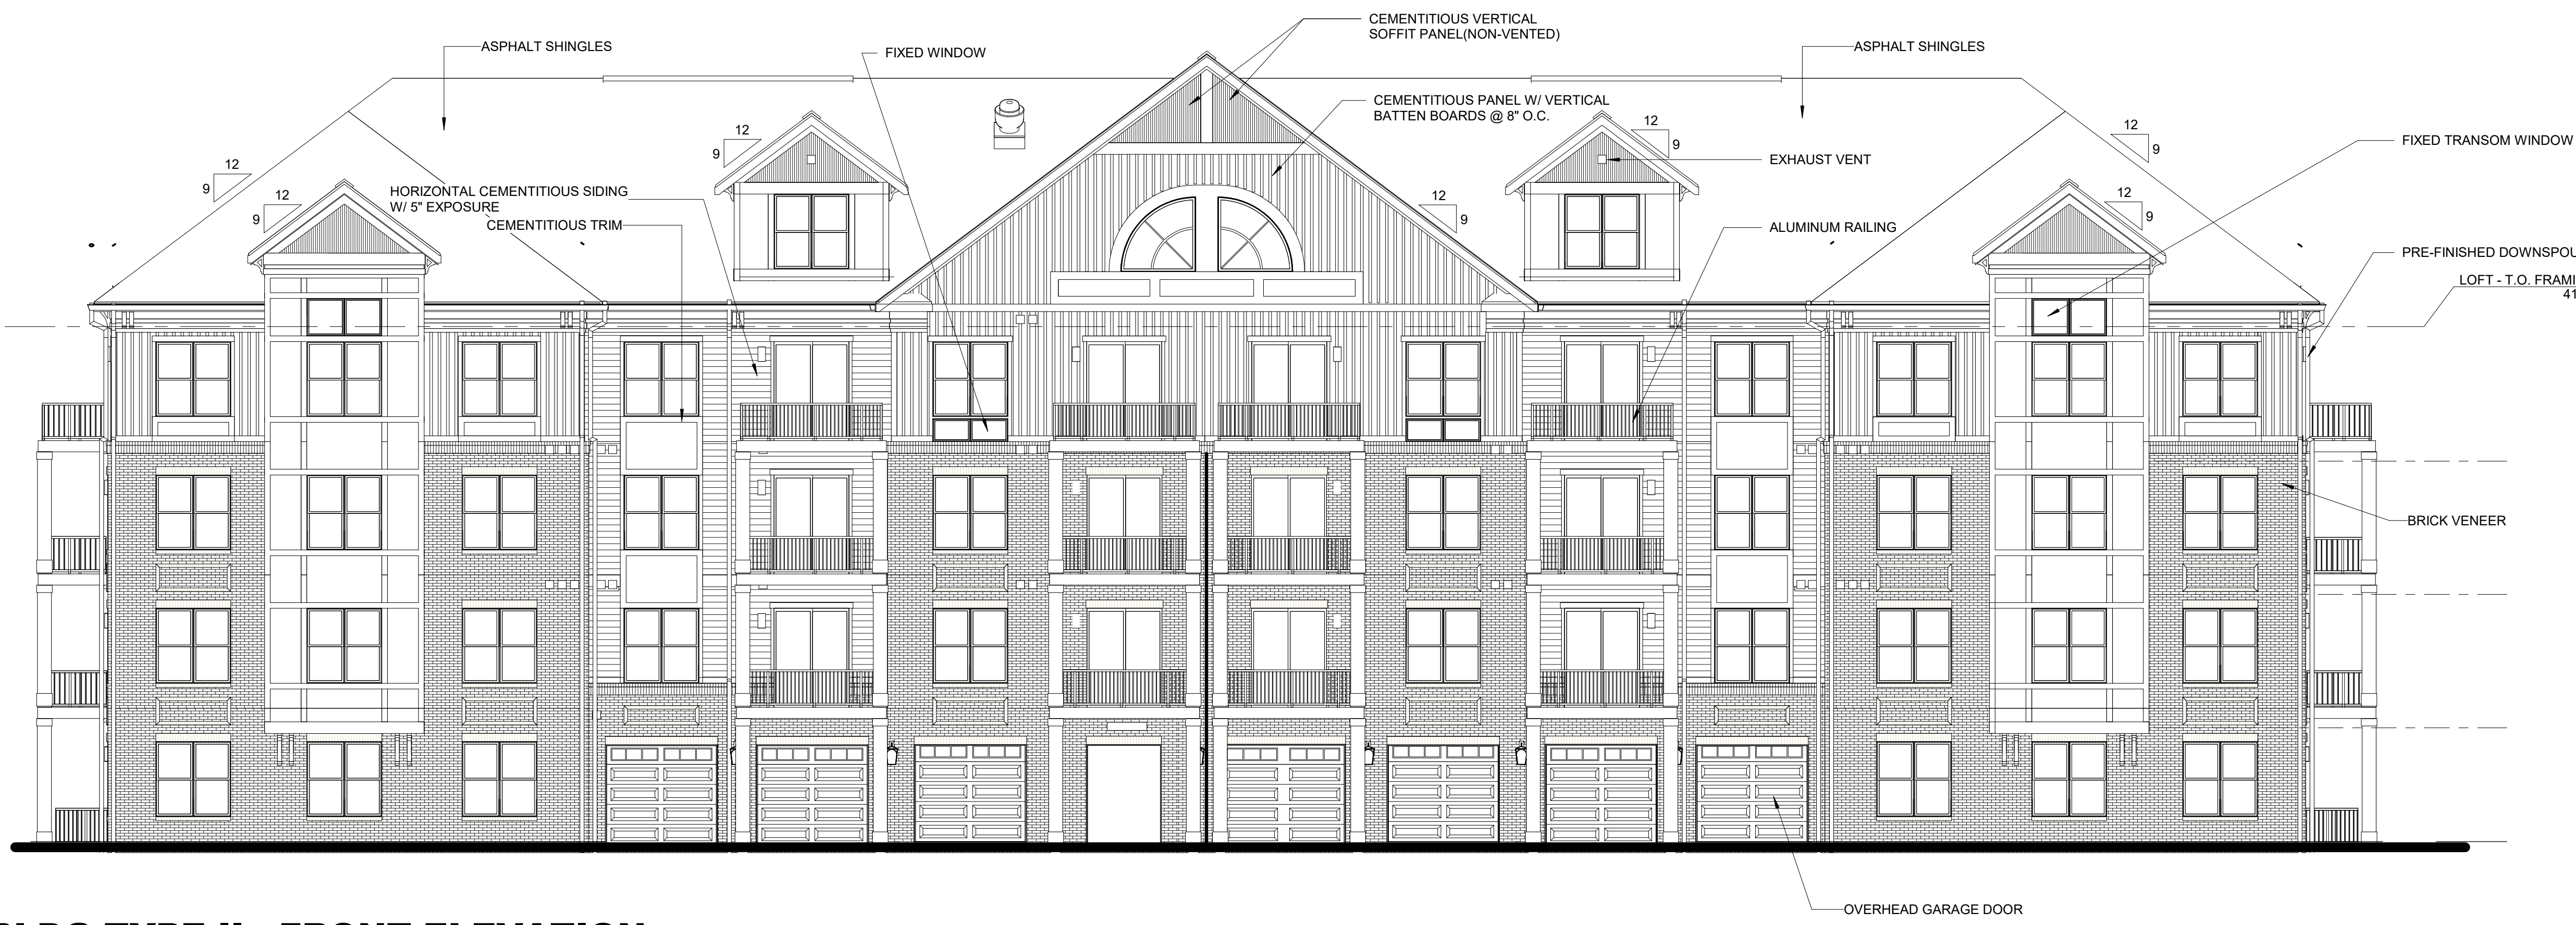 CEMENTITIOUS VERTICAL
SOFFIT PANEL(NON-VENTED)
ASPHALT SHINGLES
FIXED WINDOW
ASPHALT SHINGLES
CEMENTITIOUS PANEL W/ VERTICAL
BATTEN BOARDS @ 8" O.C.
12
9
12
9
12
9
FIXED TRANSOM WINDOW
EXHAUST VENT
12
9
12
9
HORIZONTAL CEMENTITIOUS SIDING
W/ 5" EXPOSURE
12
9
12
9
CEMENTITIOUS TRIM
ALUMINUM RAILING
PRE-FINISHED DOWNSPOU
LOFT - T.O. FRAMI
41
BRICK VENEER
OVERHEAD GARAGE DOOR
FRONT ELEVATION